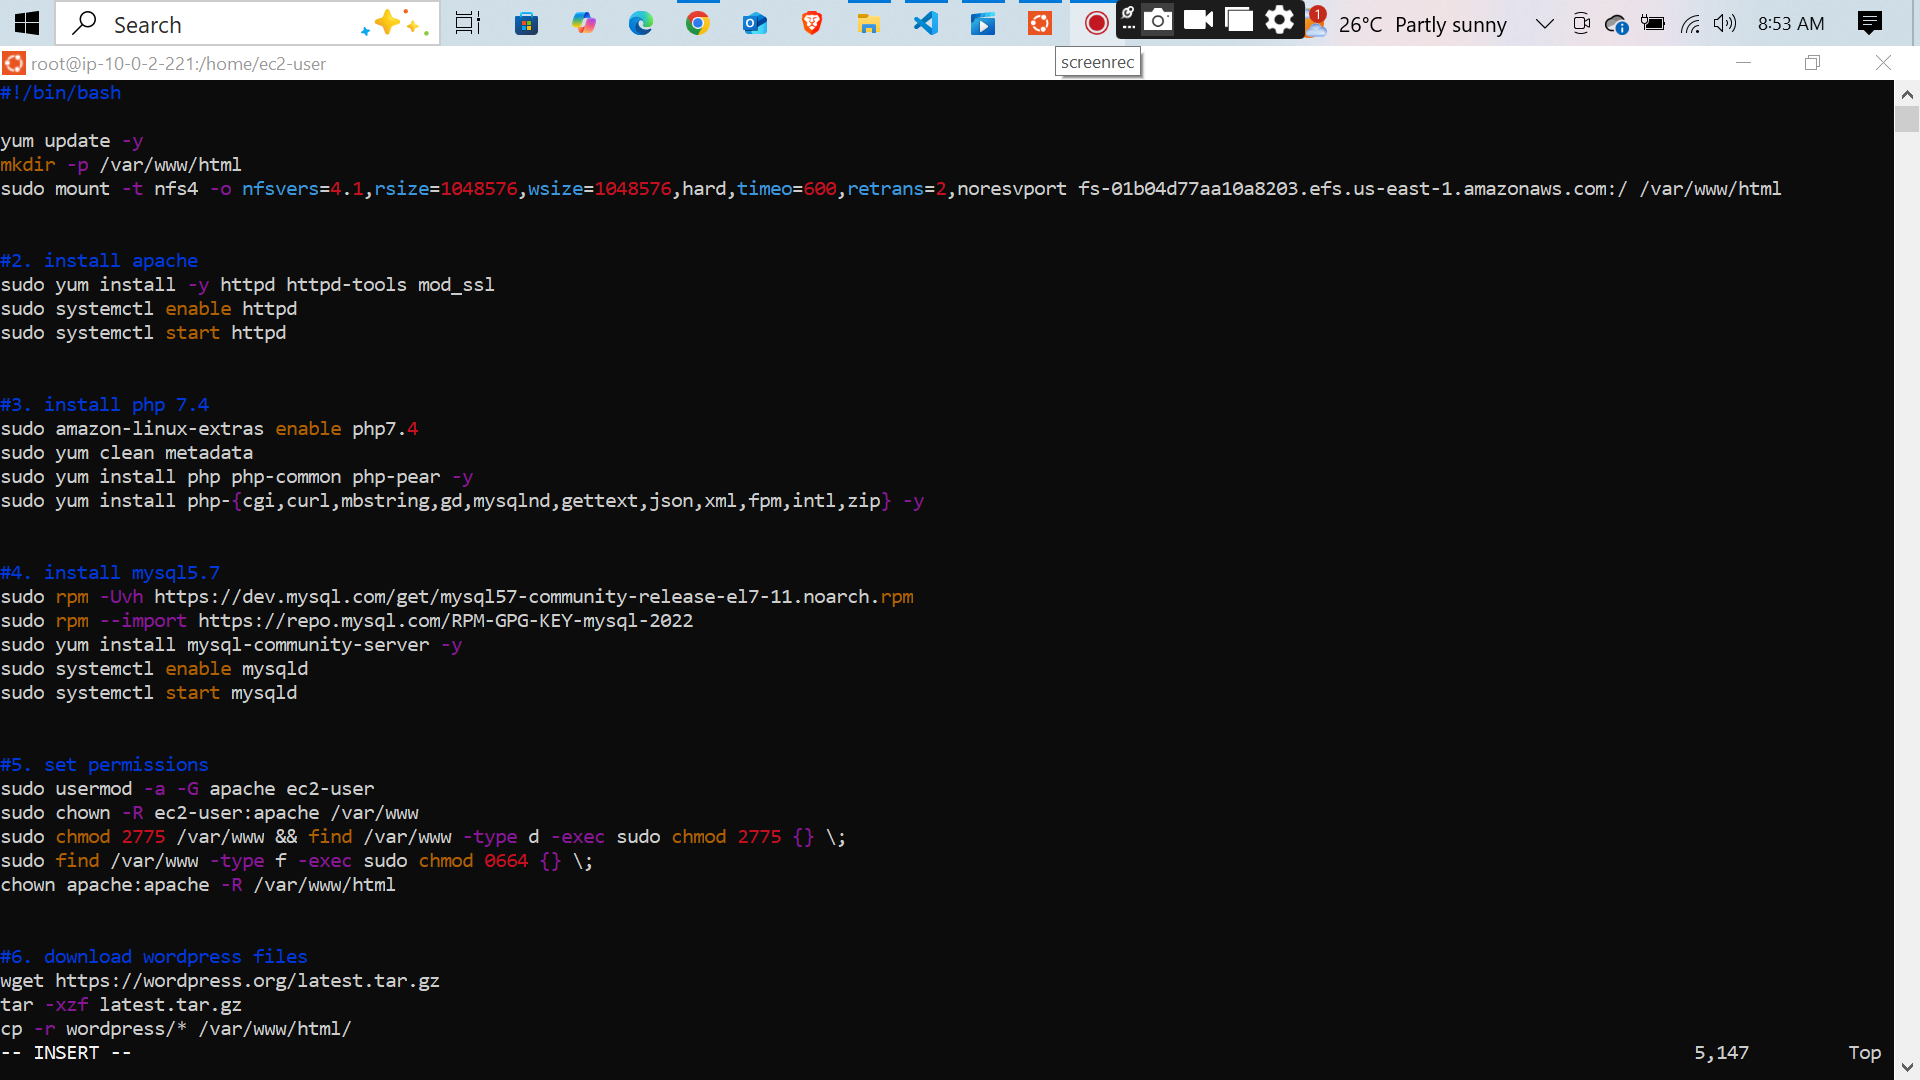 Search
1
26°C Partly sunny
8:53 AM
root@ip-10-0-2-221:/home/ec2-user
screenrec
#!/bin/bash
yum update -y
mkdir -p /var/www/html
sudo mount -t nfs4 -o nfsvers=4.1,rsize=1048576,wsize=1048576,hard,timeo=600,retrans=2,noresvport fs-01b04d77aa10a8203.efs.us-east-1.amazonaws.com:/ /var/www/html
#2. install apache
sudo yum install -y httpd httpd-tools mod_ssl
sudo systemctl enable httpd
sudo systemctl start httpd
#3. install php 7.4
sudo amazon-linux-extras enable php7.4
sudo yum clean metadata
sudo yum install php php-common php-pear -y
sudo yum install php-{cgi,curl,mbstring,gd,mysqlnd,gettext,json,xml,fpm,intl,zip} -y
#4. install mysql5.7
sudo rpm -Uvh https://dev.mysql.com/get/mysql57-community-release-el7-11.noarch.rpm
sudo rpm --import https://repo.mysql.com/RPM-GPG-KEY-mysql-2022
sudo yum install mysql-community-server -y
sudo systemctl enable mysqld
sudo systemctl start mysqld
#5. set permissions
sudo usermod -a -G apache ec2-user
sudo chown -R ec2-user:apache /var/www
sudo chmod 2775 /var/www && find /var/www -type d -exec sudo chmod 2775 {} \;
sudo find /var/www -type f -exec sudo chmod 0664 {} \;
chown apache:apache -R /var/www/html
#6. download wordpress files
wget https://wordpress.org/latest.tar.gz
tar -xzf latest.tar.gz
cp -r wordpress/* /var/www/html/
-- INSERT --
5,147
Top